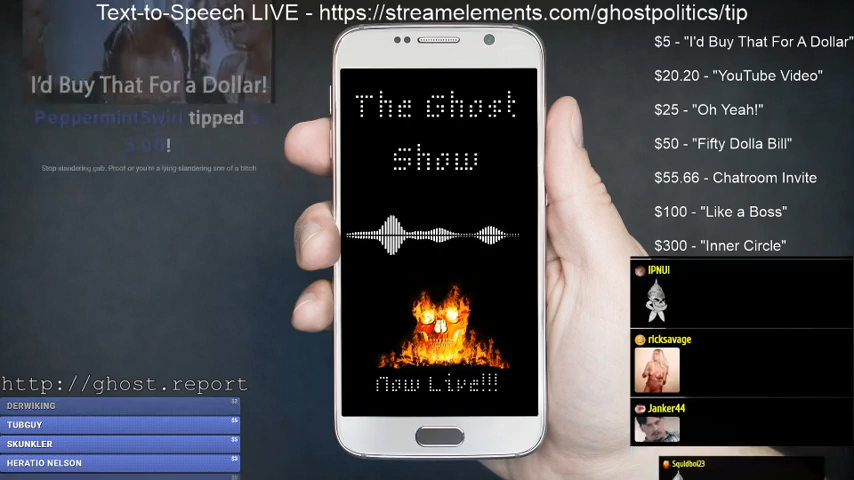 Text-to-Speech LIVE - https://streamelements.com/ghostpolitics/tip
I'd Buy That For a Dollar!
PeppermintSwirl tipped $
3.00!
Stop slandering gab. Proof or you're a lying slandering son of a bitch.
The Ghost
Show
Now Live!!!
$5 - "I'd Buy That For A Dollar"
$20.20 - "YouTube Video"
$25 - "Oh Yeah!"
$50 - "Fifty Dolla Bill"
$55.66 - Chatroom Invite
$100 - "Like a Boss"
$300 - "Inner Circle"
IPNUI
r1cksavage
Janker44
Squidboi23
http://ghost.report
DERWIKING
TUBGUY $5
SKUNKLER $5
HERATIO NELSON $5